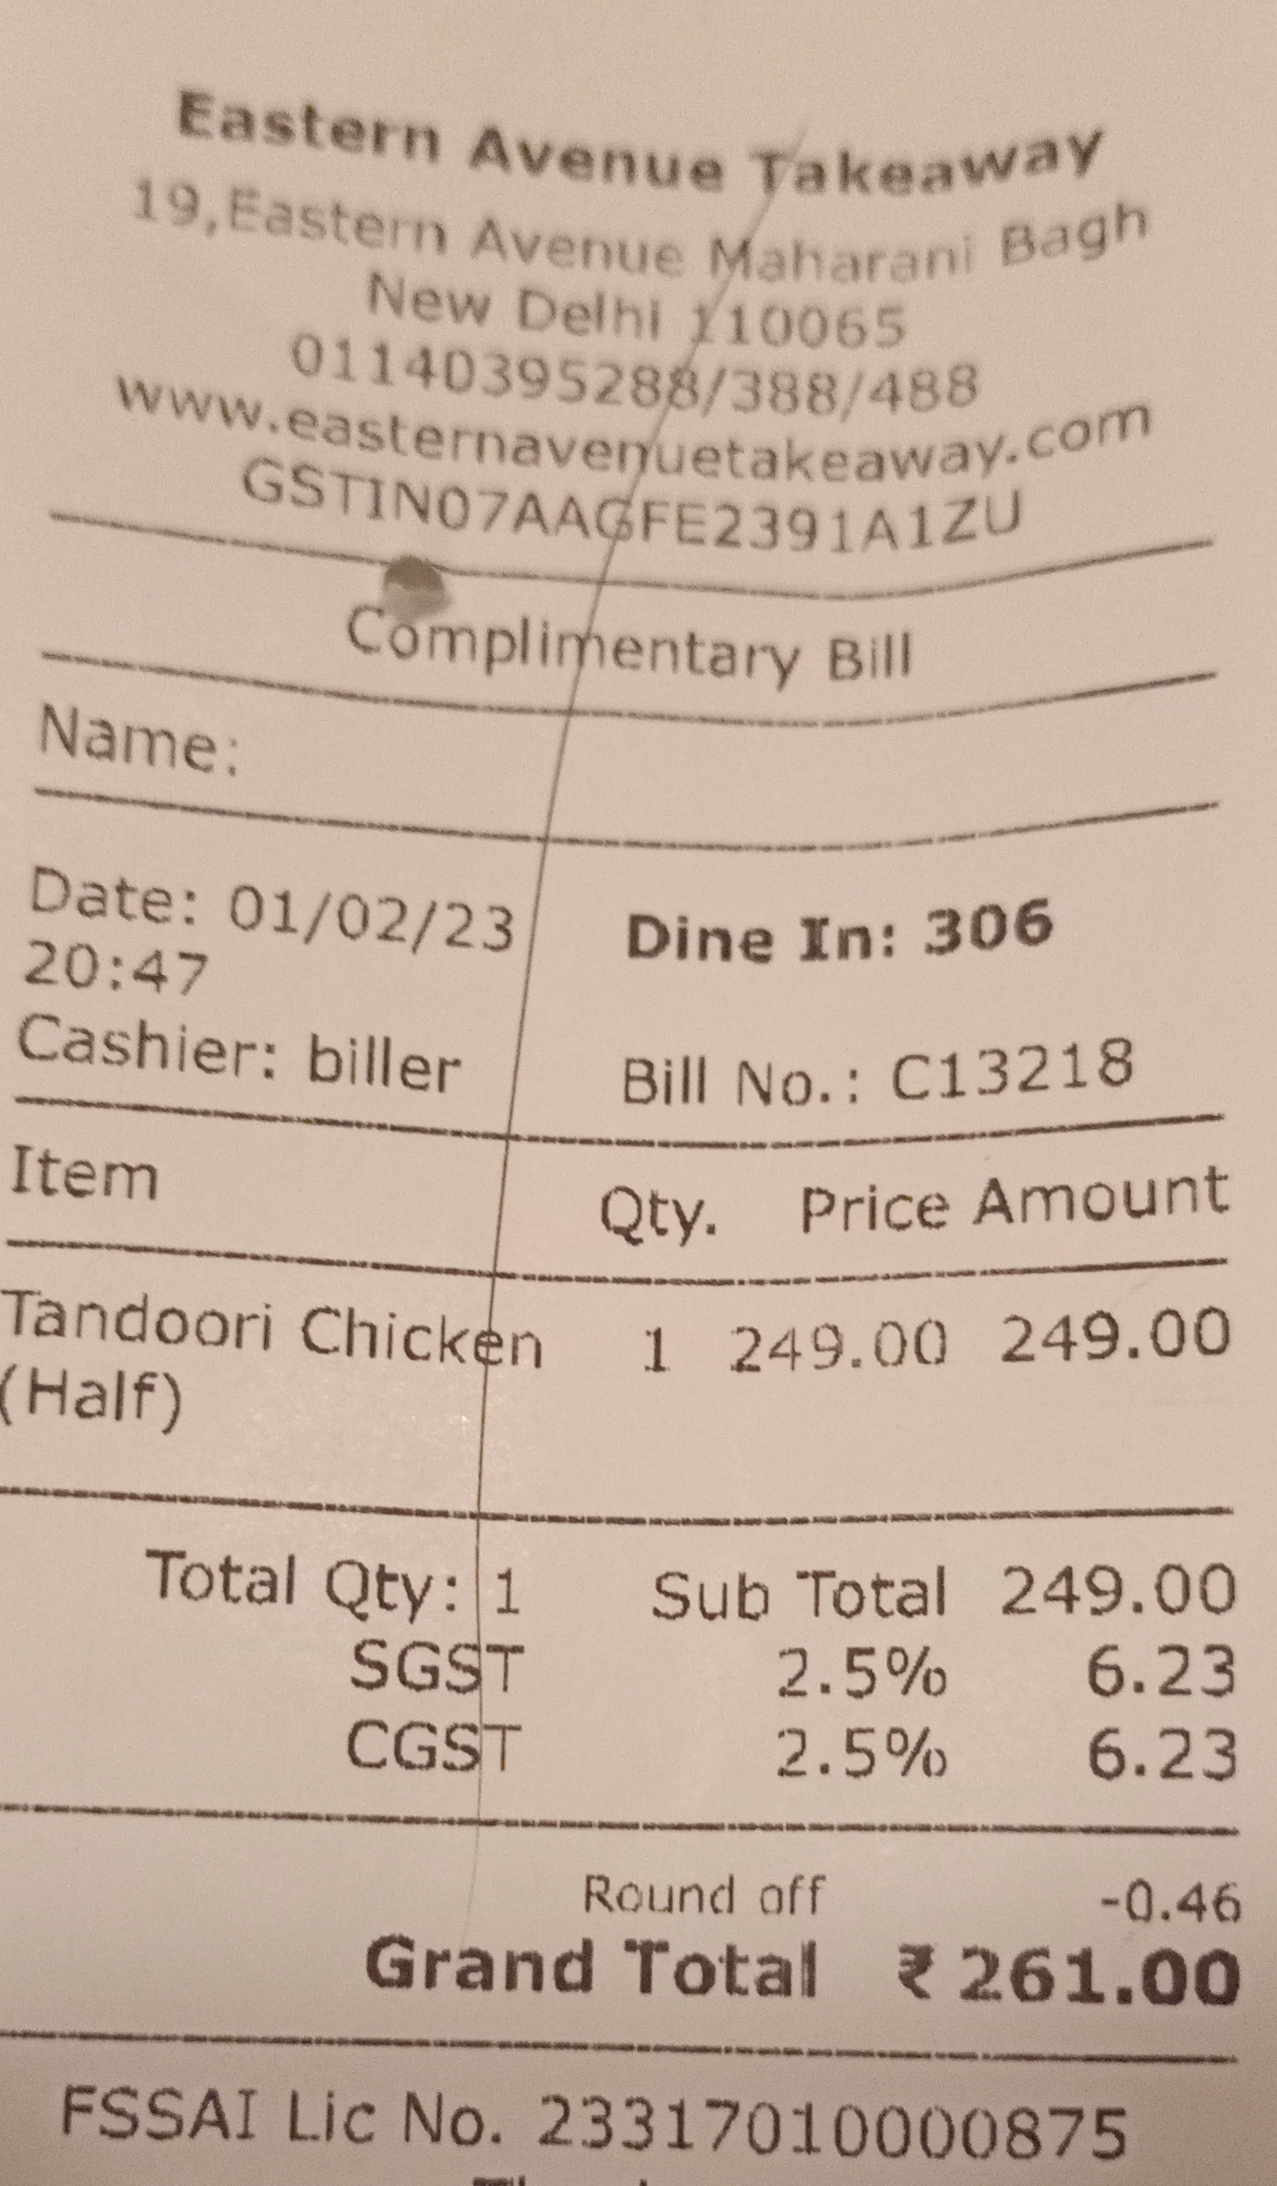 Eastern Avenue Takeaway
19,Eastern Avenue Maharani Bagh
New Delhi 110065
01140395288/388/488
www.easternavenuetakeaway.com
GSTIN07AAGFE2391A1ZU
Complimentary Bill
Name:
Date: 01/02/23 Dine In: 306
20:47
Cashier: biller Bill No.: C13218
Item Qty. Price Amount
Tandoori Chicken 1 249.00 249.00
(Half)
Total Qty: 1 Sub Total 249.00
SGST 2.5% 6.23
CGST 2.5% 6.23
Round off -0.46
Grand Total ₹ 261.00
FSSAI Lic No. 23317010000875